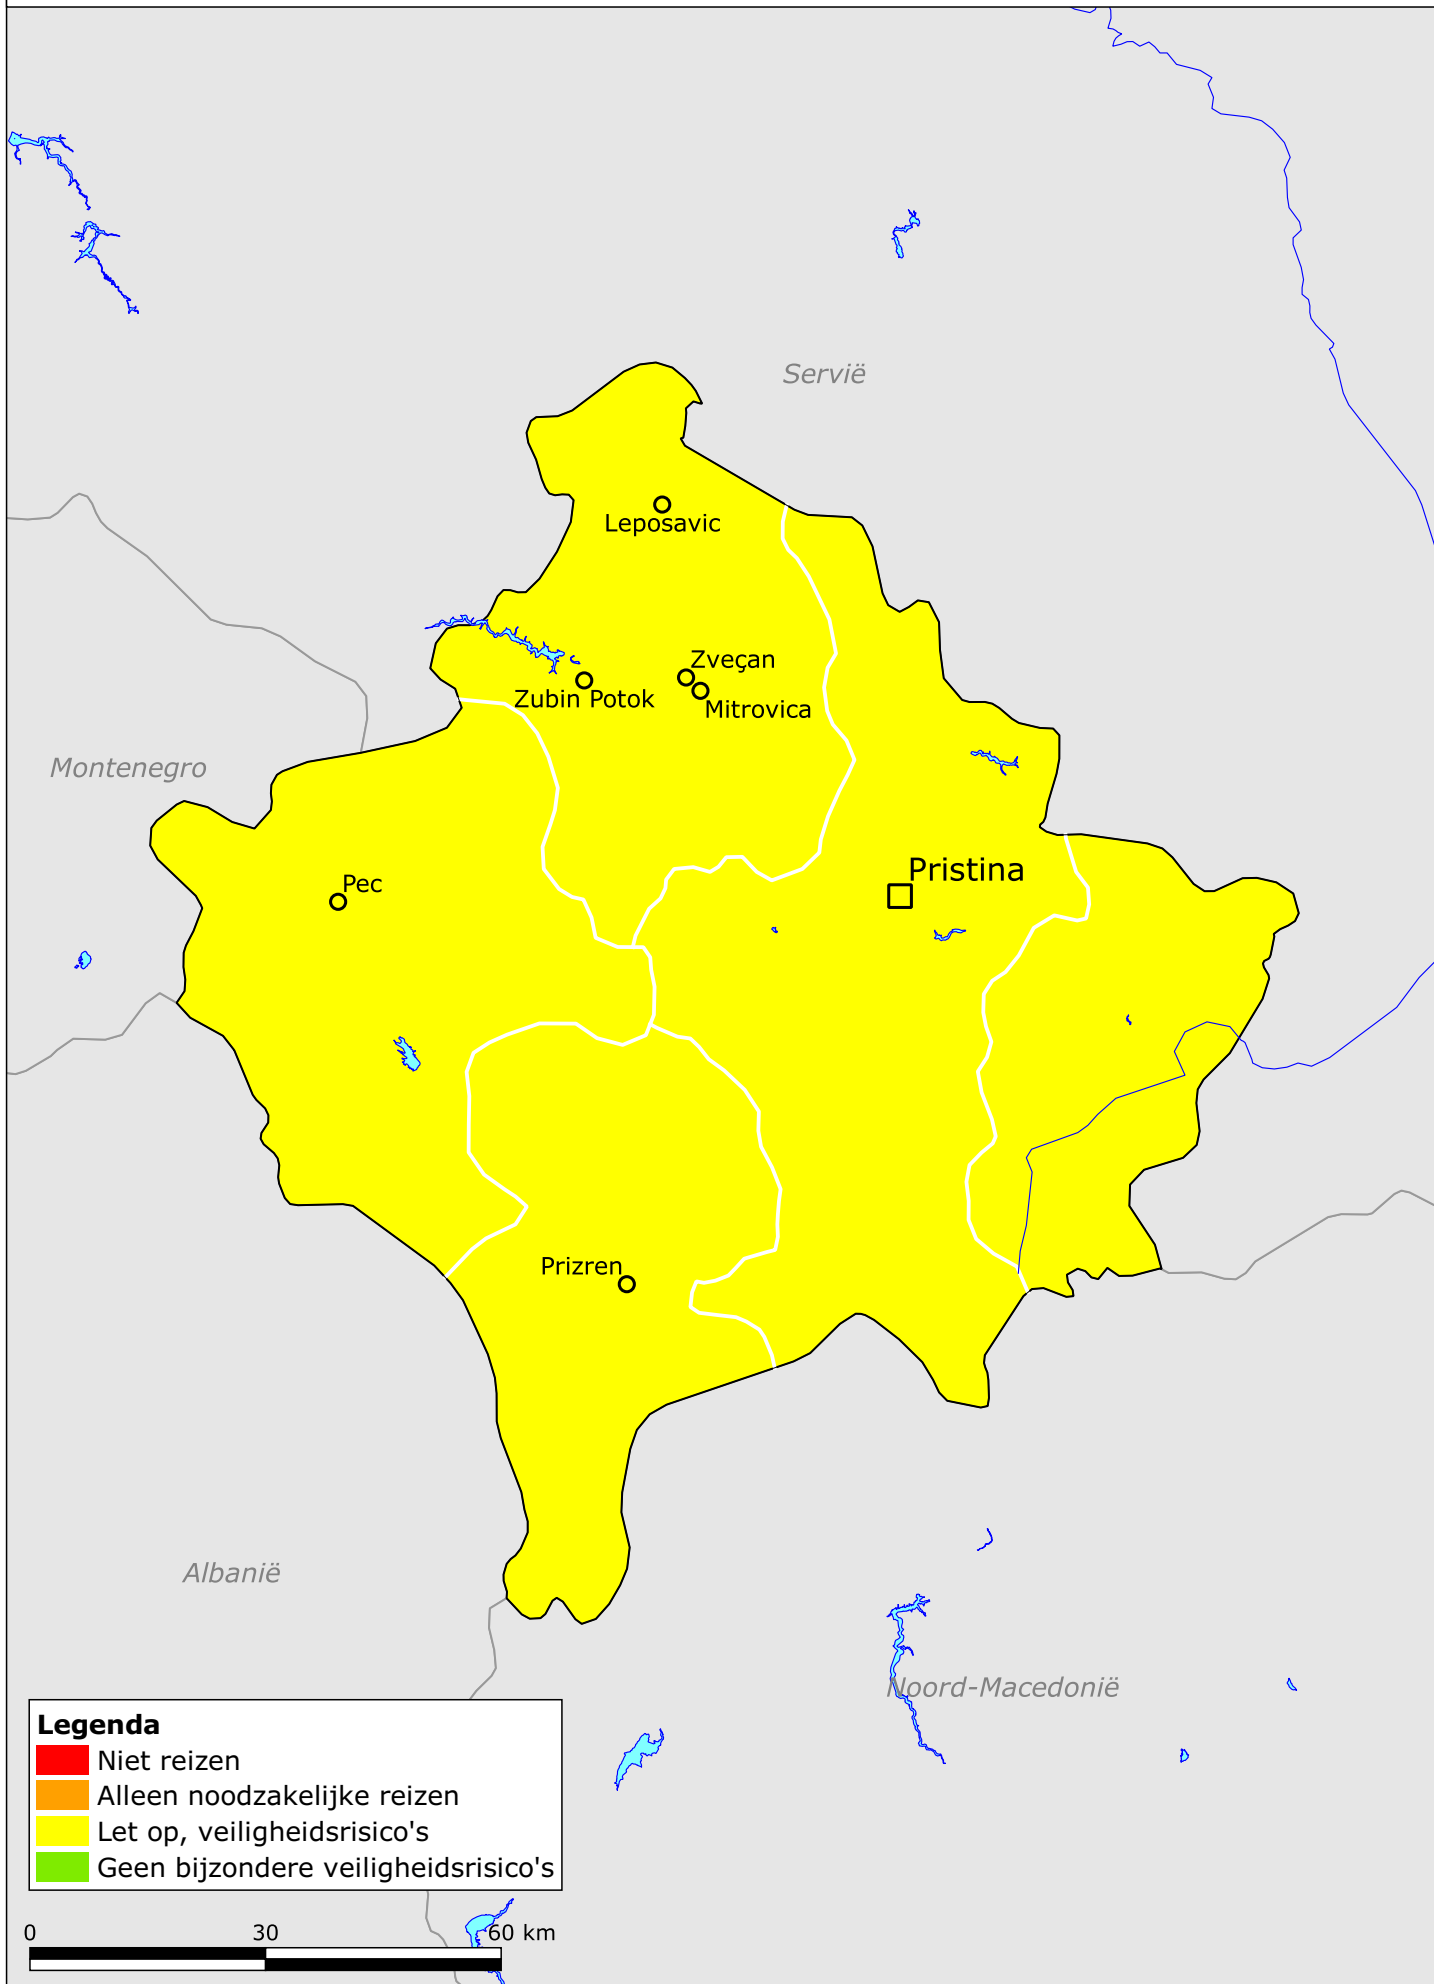 Servië
Leposavic
Zveçan
Zubin Potok
Mitrovica
Montenegro
Pristina
Pec
Prizren
Albanië
Noord-Macedonië
Legenda
Niet reizen
Alleen noodzakelijke reizen
Let op, veiligheidsrisico's
Geen bijzondere veiligheidsrisico's
0 30 60 km